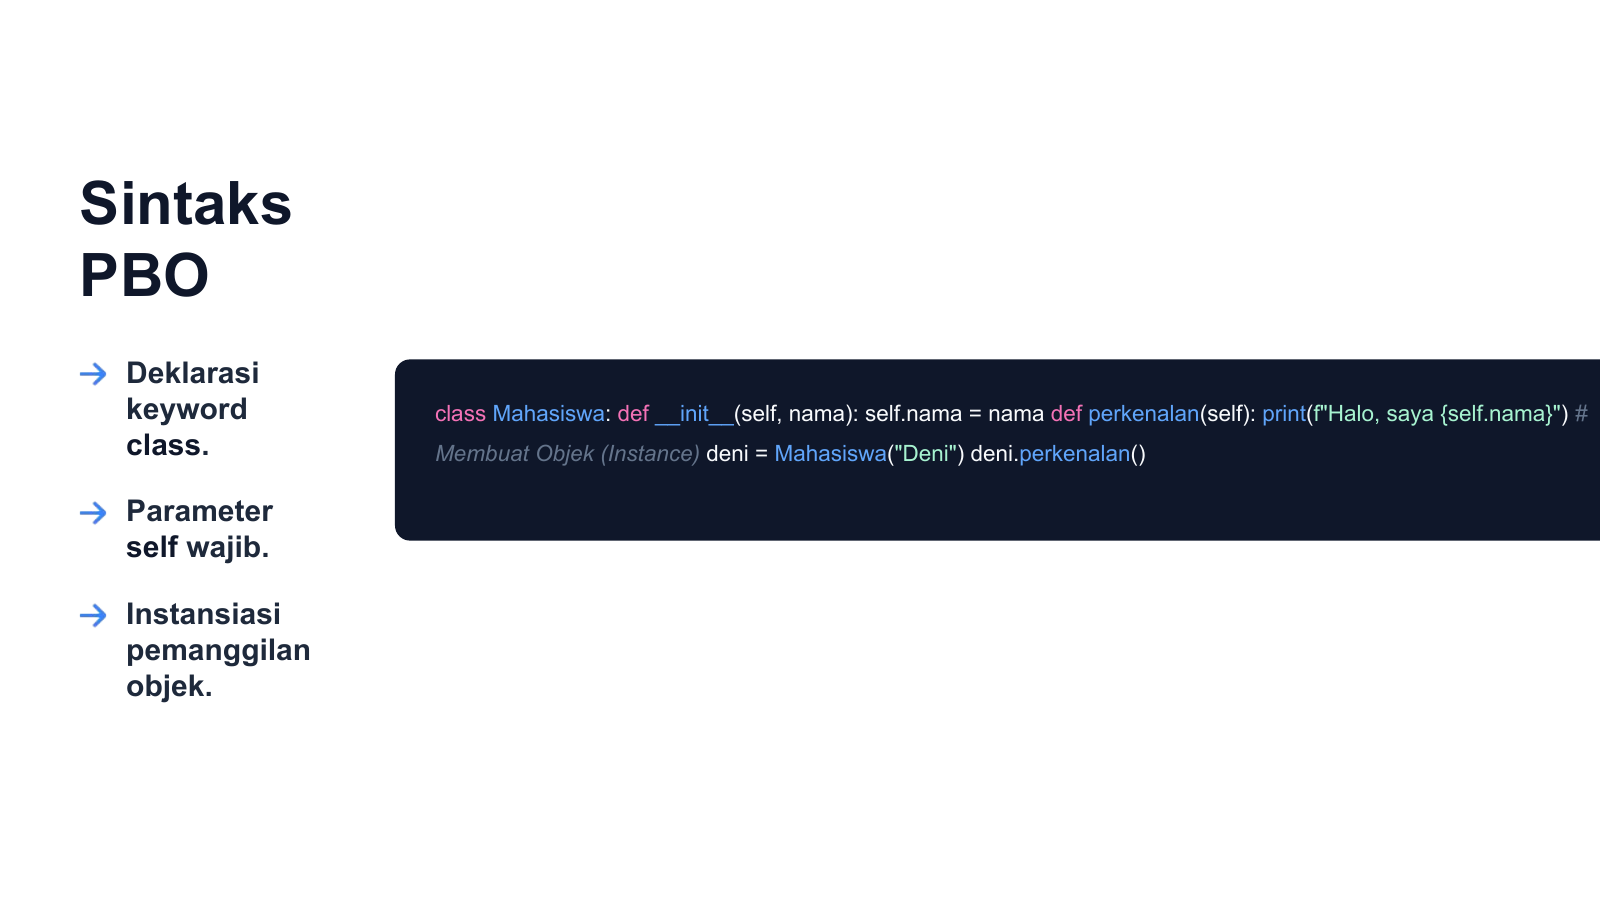 Sintaks
PBO
Deklarasi
keyword
class.
Parameter
self wajib.
Instansiasi
pemanggilan
objek.
class Mahasiswa: def __init__(self, nama): self.nama = nama def perkenalan(self): print(f"Halo, saya {self.nama}") #
Membuat Objek (Instance) deni = Mahasiswa("Deni") deni.perkenalan()